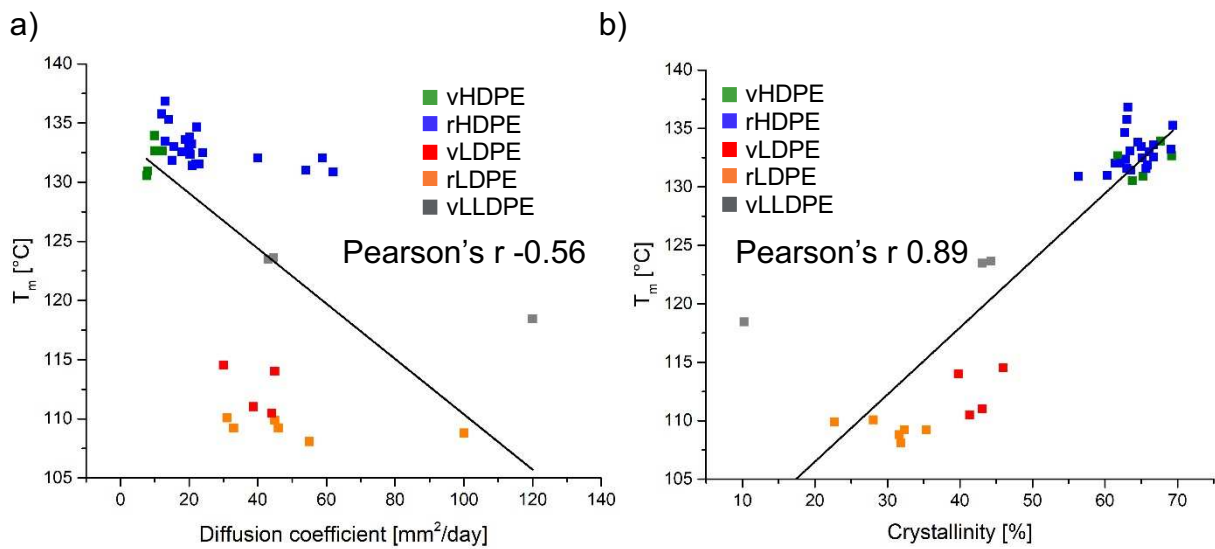 a)
140
135
130
125
120
115
110
105
T_m [°C]
vHDPE
rHDPE
vLDPE
rLDPE
vLLDPE
Pearson's r -0.56
0 20 40 60 80 100 120 140
Diffusion coefficient [mm²/day]
b)
140
135
130
125
120
115
110
105
T_m [°C]
vHDPE
rHDPE
vLDPE
rLDPE
vLLDPE
Pearson's r 0.89
10 20 30 40 50 60 70
Crystallinity [%]